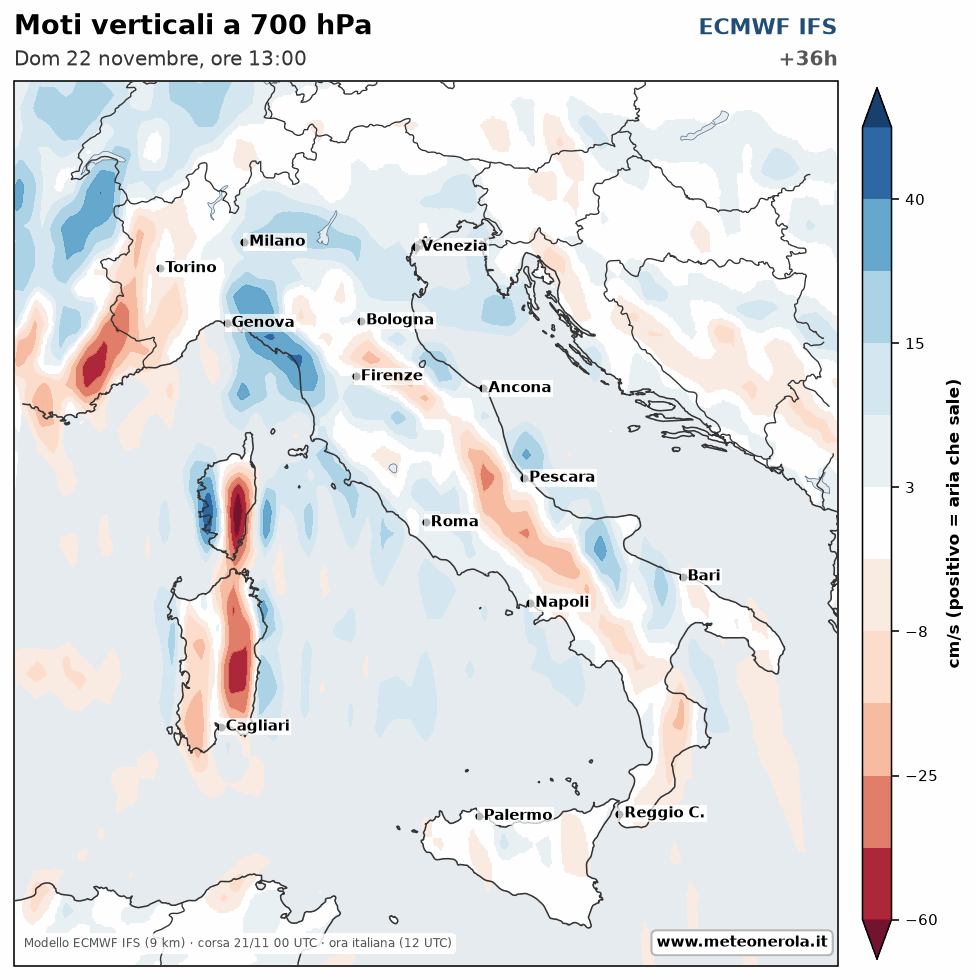 Moti verticali a 700 hPa
ECMWF IFS
Dom 22 novembre, ore 13:00
+36h
Milano
Venezia
Torino
Genova
Bologna
Firenze
Ancona
Pescara
Roma
Bari
Napoli
Cagliari
Palermo
Reggio C.
40
15
3
−8
−25
−60
cm/s (positivo = aria che sale)
Modello ECMWF IFS (9 km) · corsa 21/11 00 UTC · ora italiana (12 UTC)
www.meteonerola.it